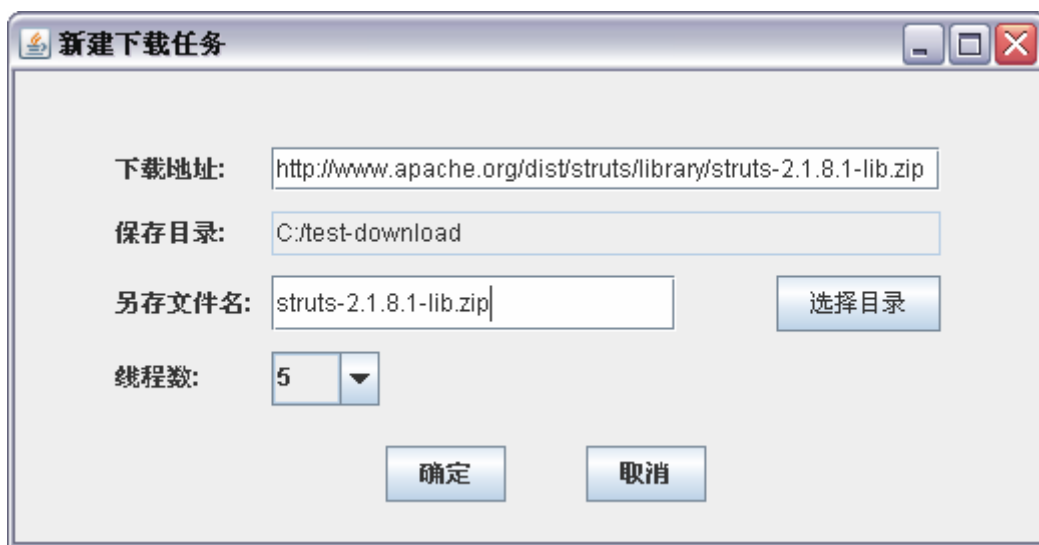 新建下载任务
下载地址: http://www.apache.org/dist/struts/library/struts-2.1.8.1-lib.zip
保存目录: C:/test-download
另存文件名: struts-2.1.8.1-lib.zip 选择目录
线程数: 5
确定 取消